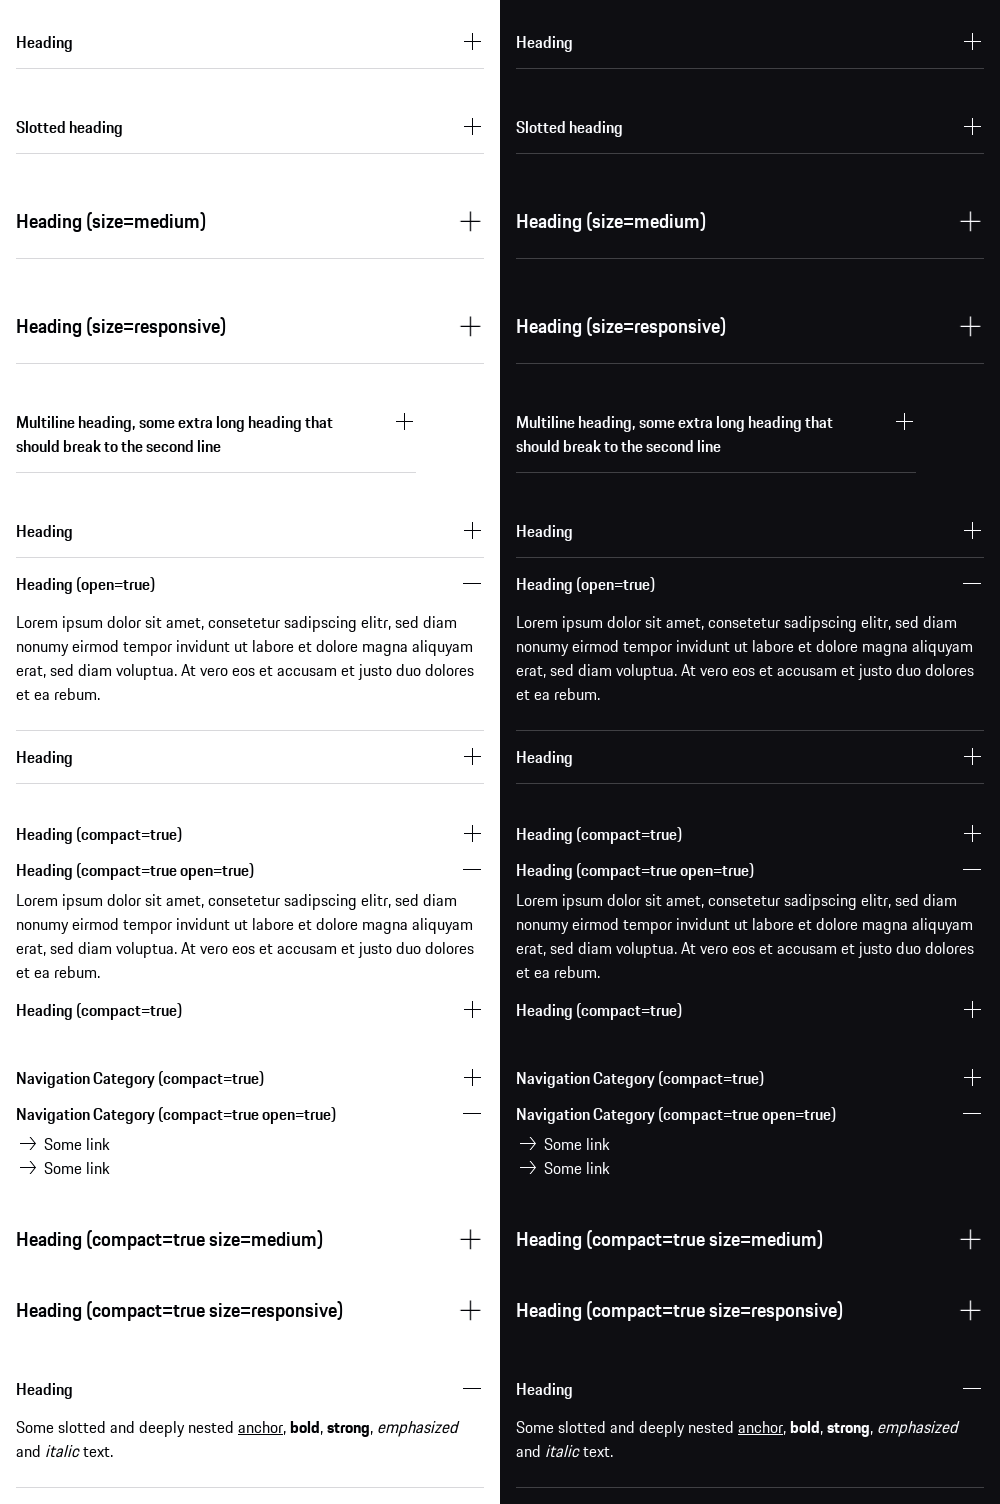 Heading
Slotted heading
Heading (size=medium)
Heading (size=responsive)
Multiline heading, some extra long heading that
should break to the second line
Heading
Heading (open=true)
Lorem ipsum dolor sit amet, consetetur sadipscing elitr, sed diam
nonumy eirmod tempor invidunt ut labore et dolore magna aliquyam
erat, sed diam voluptua. At vero eos et accusam et justo duo dolores
et ea rebum.
Heading
Heading (compact=true)
Heading (compact=true open=true)
Lorem ipsum dolor sit amet, consetetur sadipscing elitr, sed diam
nonumy eirmod tempor invidunt ut labore et dolore magna aliquyam
erat, sed diam voluptua. At vero eos et accusam et justo duo dolores
et ea rebum.
Heading (compact=true)
Navigation Category (compact=true)
Navigation Category (compact=true open=true)
Some link
Some link
Heading (compact=true size=medium)
Heading (compact=true size=responsive)
Heading
Some slotted and deeply nested anchor, bold, strong, emphasized
and italic text.
Heading
Slotted heading
Heading (size=medium)
Heading (size=responsive)
Multiline heading, some extra long heading that
should break to the second line
Heading
Heading (open=true)
Lorem ipsum dolor sit amet, consetetur sadipscing elitr, sed diam
nonumy eirmod tempor invidunt ut labore et dolore magna aliquyam
erat, sed diam voluptua. At vero eos et accusam et justo duo dolores
et ea rebum.
Heading
Heading (compact=true)
Heading (compact=true open=true)
Lorem ipsum dolor sit amet, consetetur sadipscing elitr, sed diam
nonumy eirmod tempor invidunt ut labore et dolore magna aliquyam
erat, sed diam voluptua. At vero eos et accusam et justo duo dolores
et ea rebum.
Heading (compact=true)
Navigation Category (compact=true)
Navigation Category (compact=true open=true)
Some link
Some link
Heading (compact=true size=medium)
Heading (compact=true size=responsive)
Heading
Some slotted and deeply nested anchor, bold, strong, emphasized
and italic text.